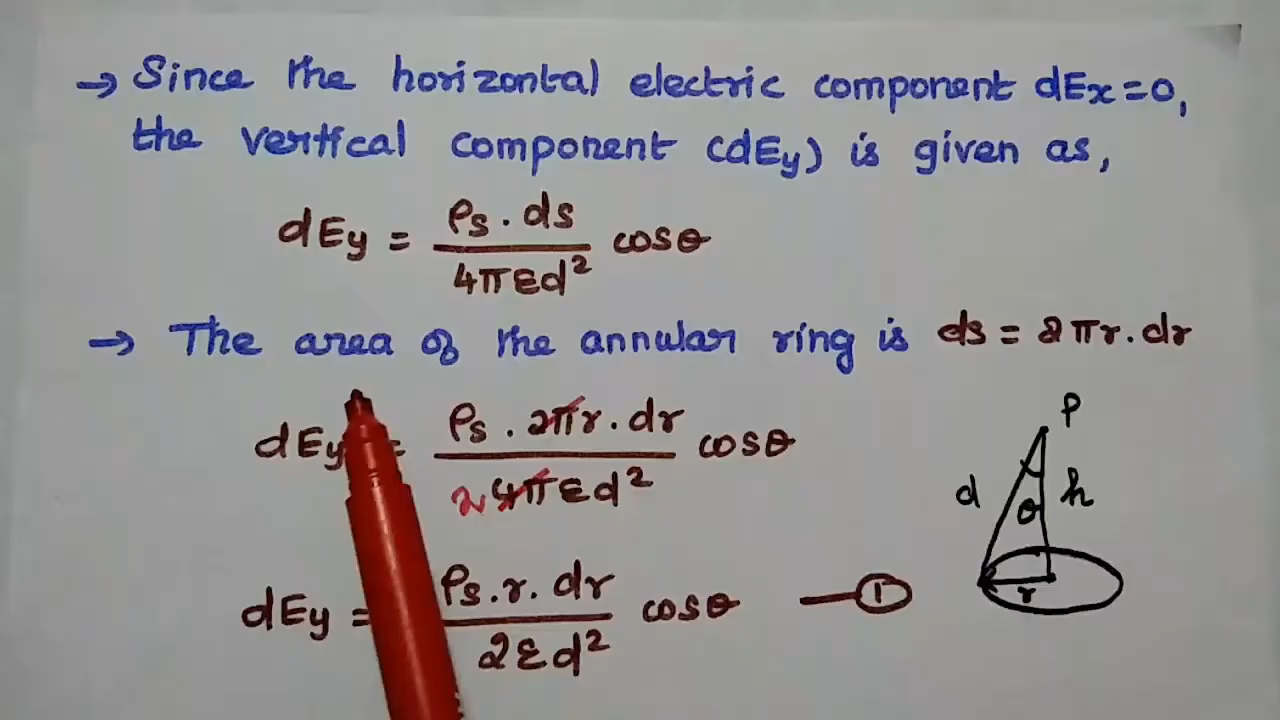 → Since the horizontal electric component dEx = 0,
the vertical component (dEy) is given as,
dEy = ρs . ds / 4πεd² cosθ
→ The area of the annular ring is ds = 2πr.dr
dEy = ρs . 2πr . dr / 4πεd² cosθ
2
dEy = ρs . r . dr / 2εd² cosθ — 1
P
d
θ
h
r